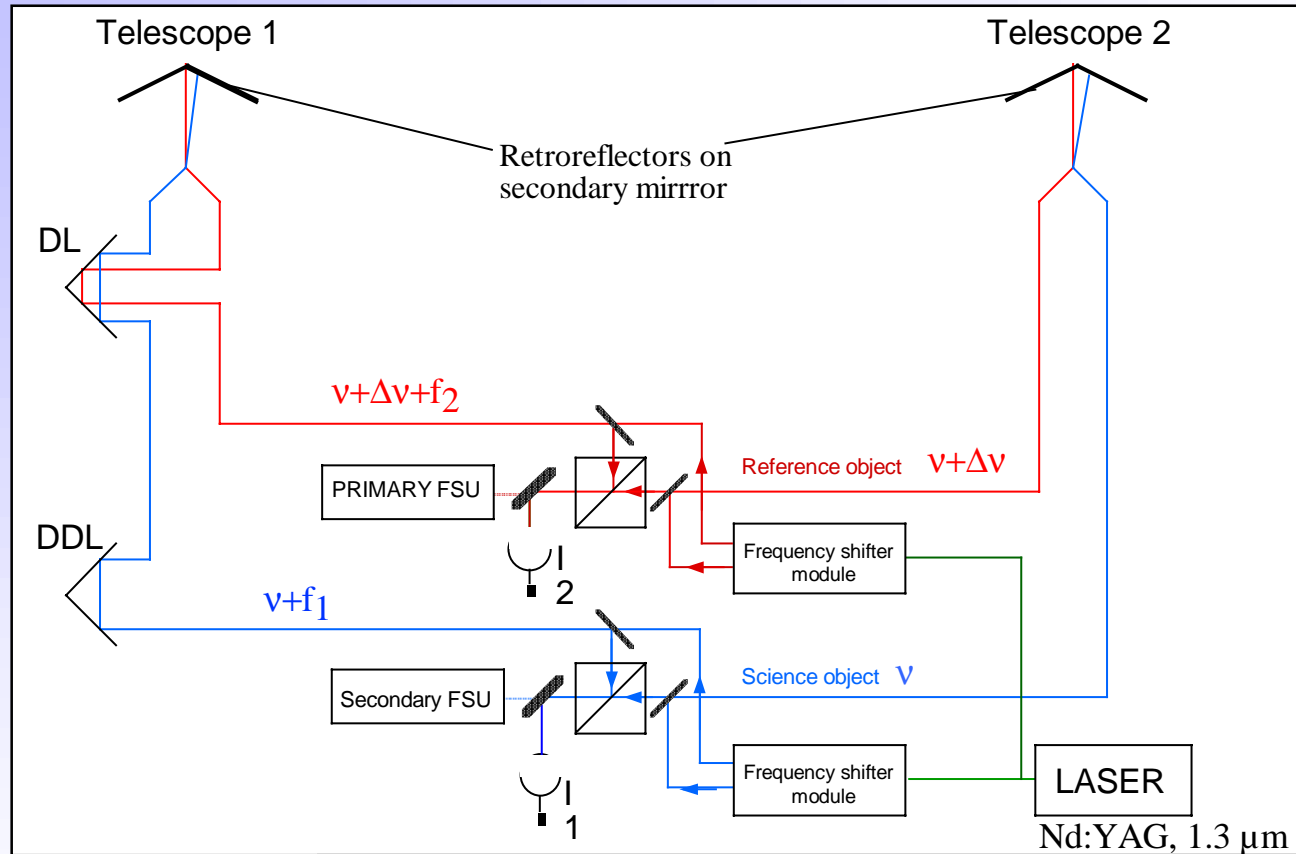 Telescope 1
Telescope 2
Retroreflectors on
secondary mirrror
DL
ν+Δν+f2
Reference object ν+Δν
PRIMARY FSU
Frequency shifter
module
I
2
DDL
ν+f1
Science object ν
Secondary FSU
Frequency shifter
module
LASER
I
1
Nd:YAG, 1.3 µm